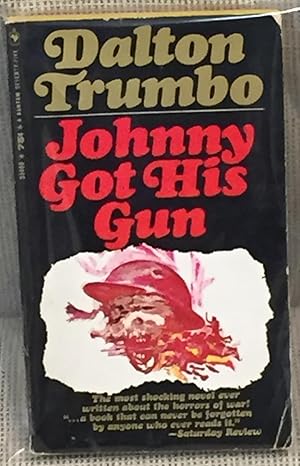 Dalton
Trumbo
Johnny
Got His
Gun
The most shocking novel ever
written about the horrors of war!
"...a book that can never be forgotten
by anyone who ever reads it."
—Saturday Review